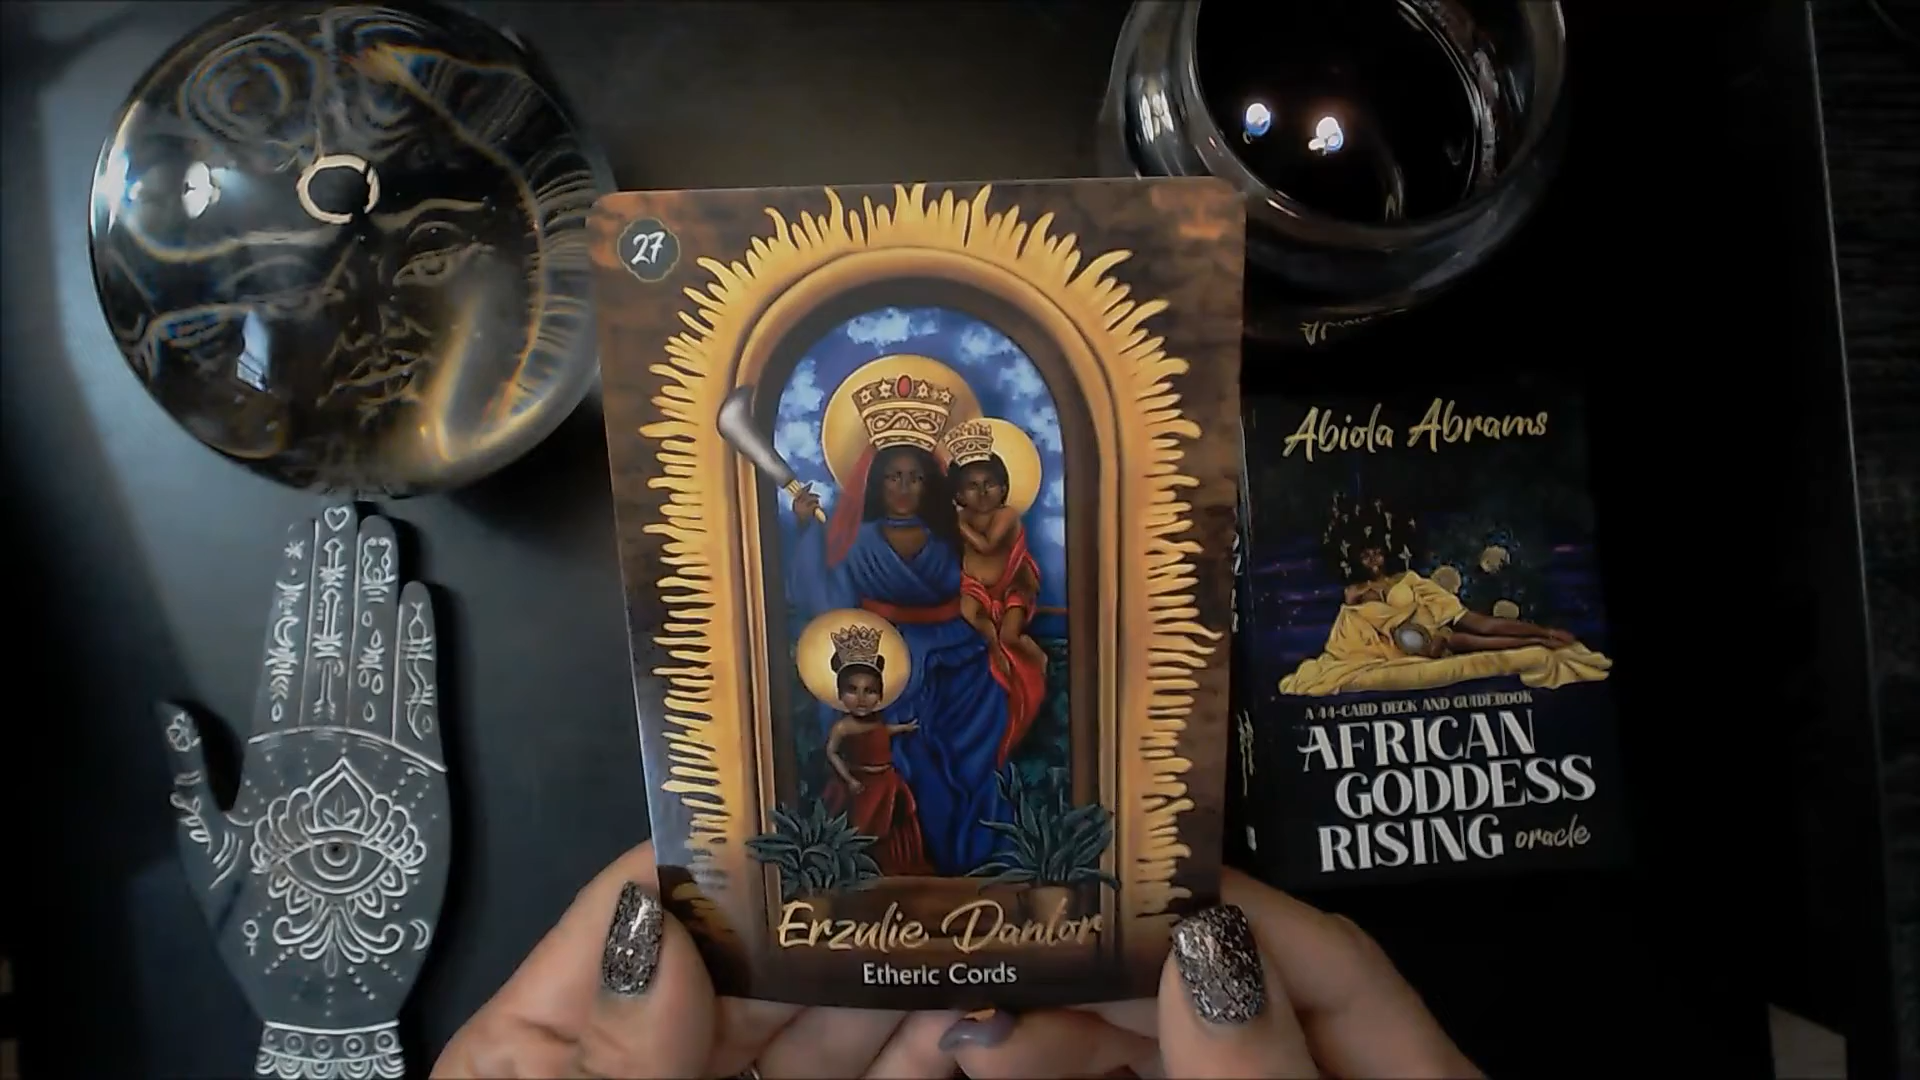 27
Erzulie Dantor
Etheric Cords
Abiola Abrams
A 44-CARD DECK AND GUIDEBOOK
AFRICAN
GODDESS
RISING oracle